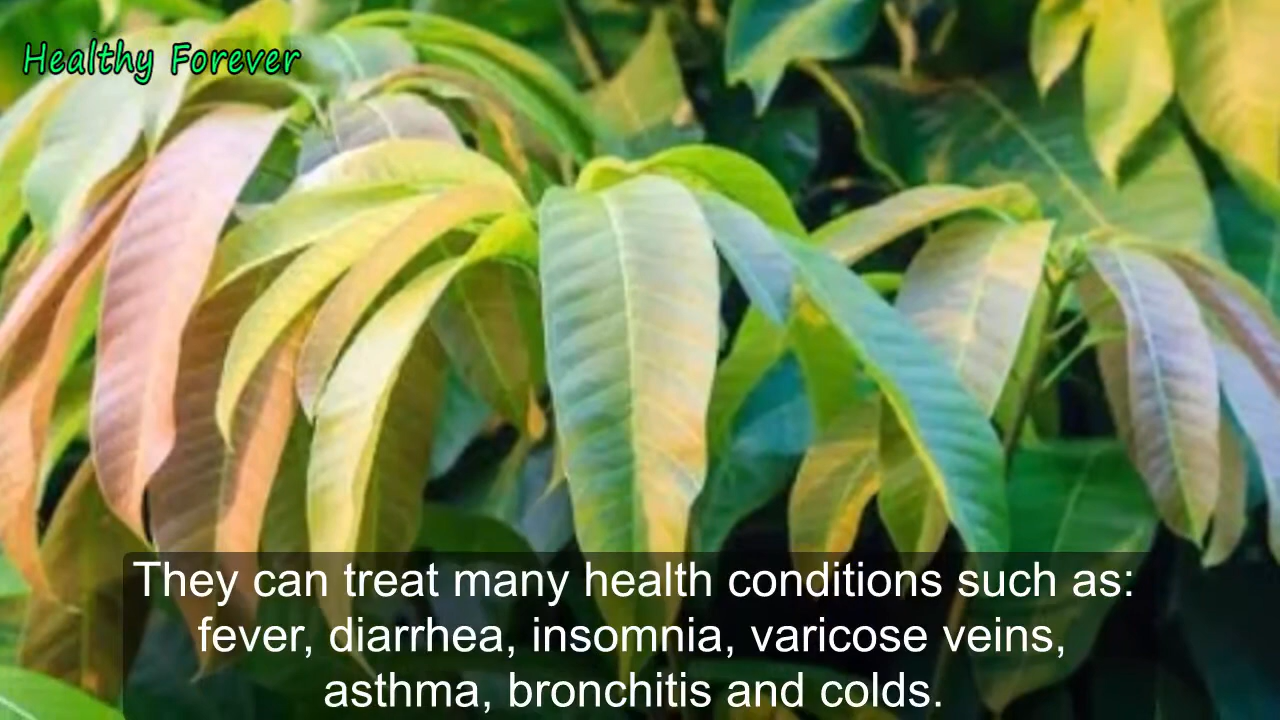 Healthy Forever
They can treat many health conditions such as:
fever, diarrhea, insomnia, varicose veins,
asthma, bronchitis and colds.